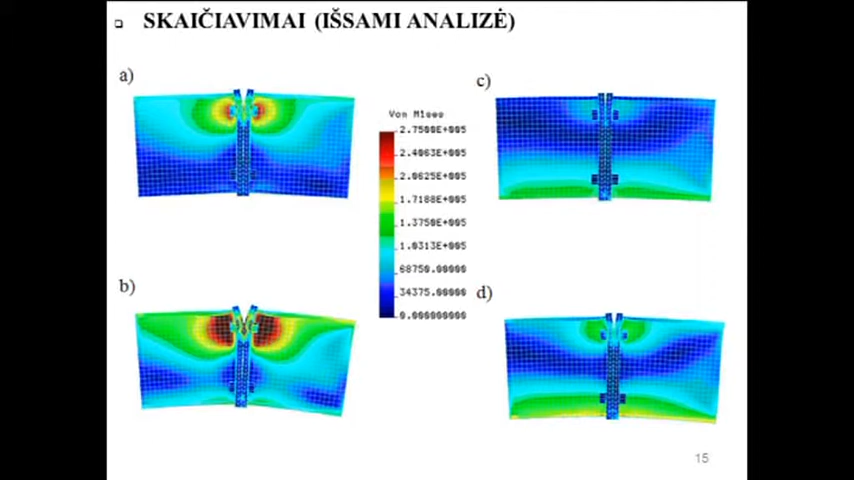 SKAIČIAVIMAI (IŠSAMI ANALIZĖ)
a)
c)
Von Mises
2.7500E+005
2.4063E+005
2.0625E+005
1.7188E+005
1.3750E+005
1.0313E+005
68750.00000
34375.00000
0.000000000
b)
d)
15